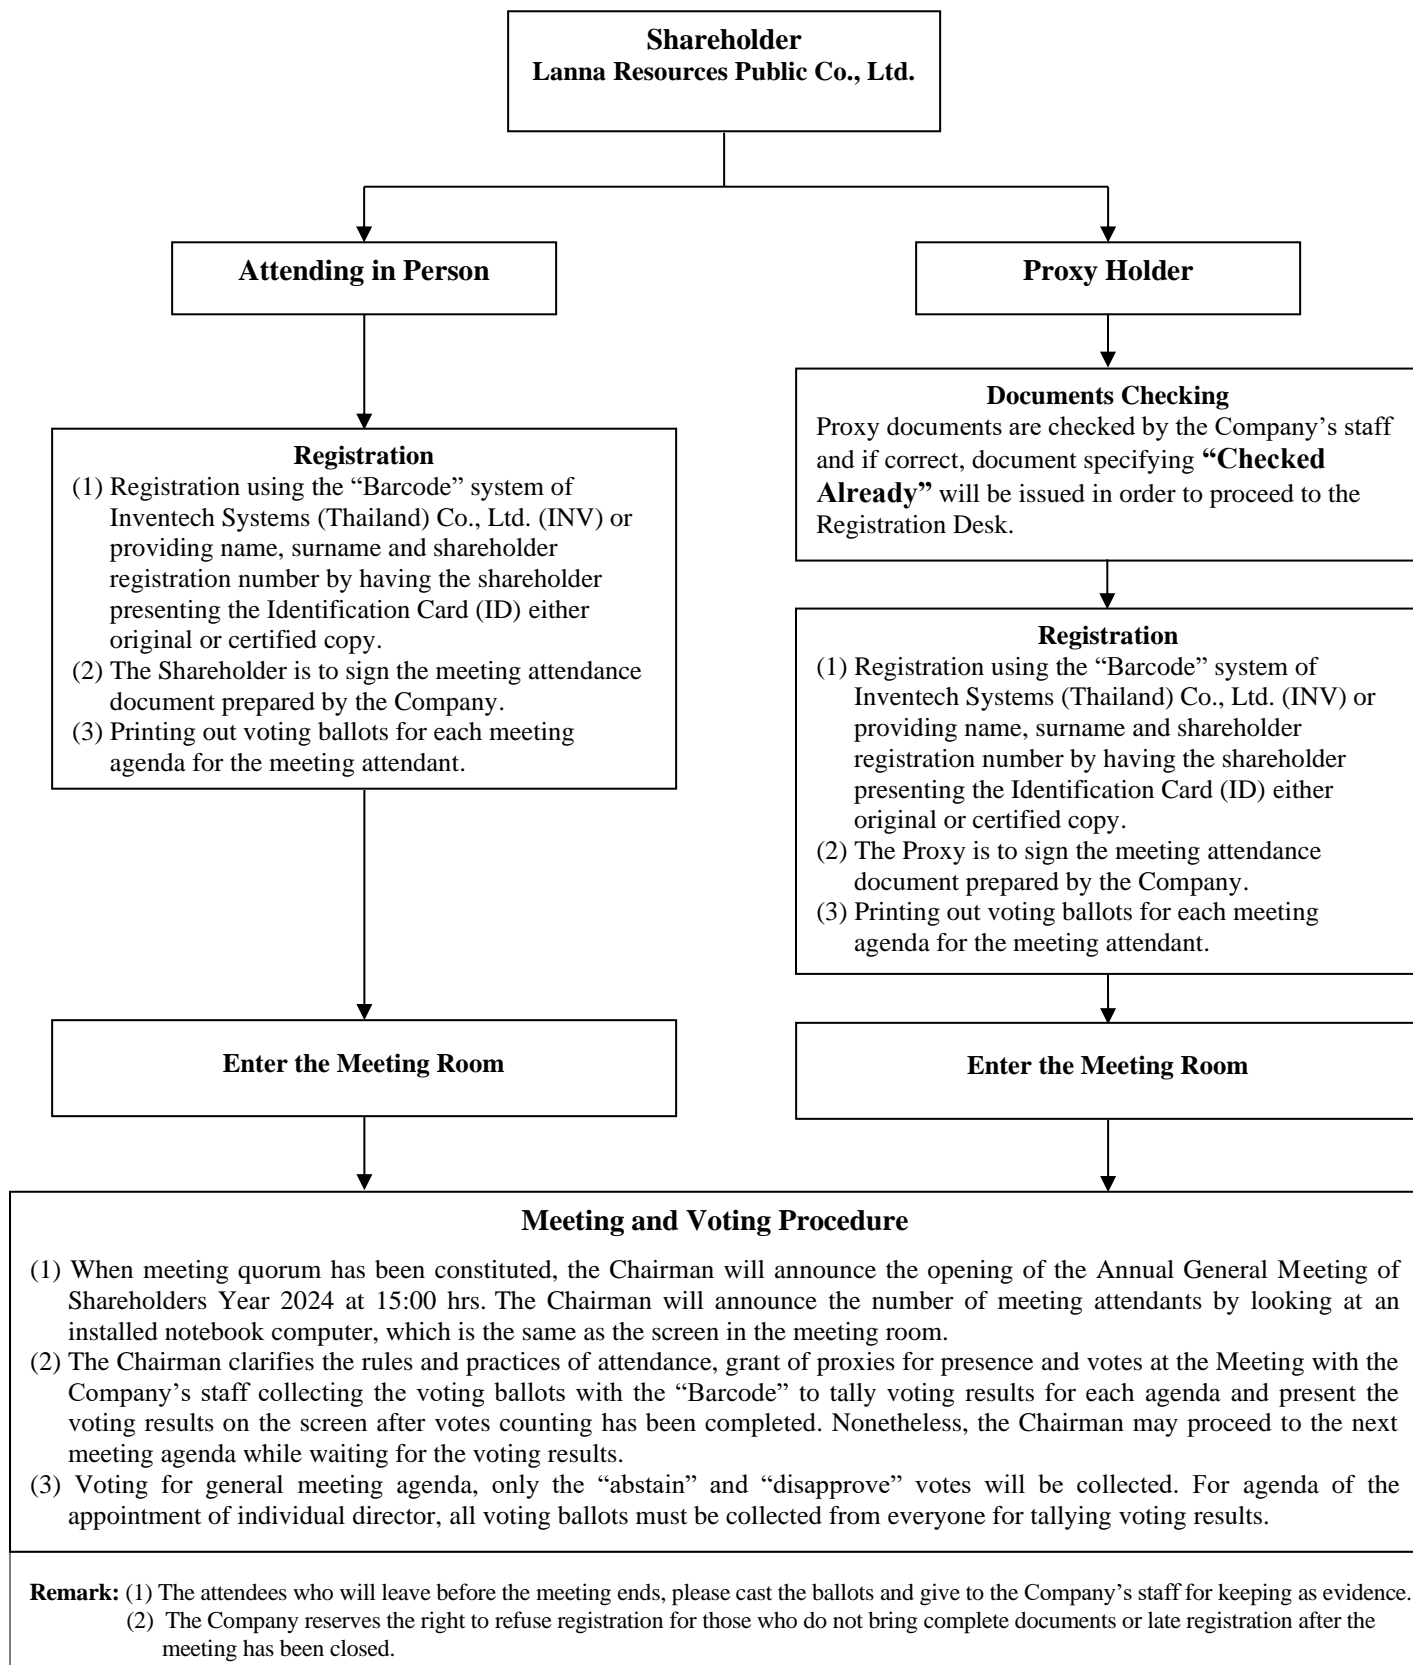 Shareholder
Lanna Resources Public Co., Ltd.
Attending in Person
Registration
(1) Registration using the “Barcode” system of
Inventech Systems (Thailand) Co., Ltd. (INV) or
providing name, surname and shareholder
registration number by having the shareholder
presenting the Identification Card (ID) either
original or certified copy.
(2) The Shareholder is to sign the meeting attendance
document prepared by the Company.
(3) Printing out voting ballots for each meeting
agenda for the meeting attendant.
Enter the Meeting Room
Proxy Holder
Documents Checking
Proxy documents are checked by the Company’s staff
and if correct, document specifying “Checked
Already” will be issued in order to proceed to the
Registration Desk.
Registration
(1) Registration using the “Barcode” system of
Inventech Systems (Thailand) Co., Ltd. (INV) or
providing name, surname and shareholder
registration number by having the shareholder
presenting the Identification Card (ID) either
original or certified copy.
(2) The Proxy is to sign the meeting attendance
document prepared by the Company.
(3) Printing out voting ballots for each meeting
agenda for the meeting attendant.
Enter the Meeting Room
Meeting and Voting Procedure
(1) When meeting quorum has been constituted, the Chairman will announce the opening of the Annual General Meeting of
Shareholders Year 2024 at 15:00 hrs. The Chairman will announce the number of meeting attendants by looking at an
installed notebook computer, which is the same as the screen in the meeting room.
(2) The Chairman clarifies the rules and practices of attendance, grant of proxies for presence and votes at the Meeting with the
Company’s staff collecting the voting ballots with the “Barcode” to tally voting results for each agenda and present the
voting results on the screen after votes counting has been completed. Nonetheless, the Chairman may proceed to the next
meeting agenda while waiting for the voting results.
(3) Voting for general meeting agenda, only the “abstain” and “disapprove” votes will be collected. For agenda of the
appointment of individual director, all voting ballots must be collected from everyone for tallying voting results.
Remark: (1) The attendees who will leave before the meeting ends, please cast the ballots and give to the Company’s staff for keeping as evidence.
(2) The Company reserves the right to refuse registration for those who do not bring complete documents or late registration after the
meeting has been closed.